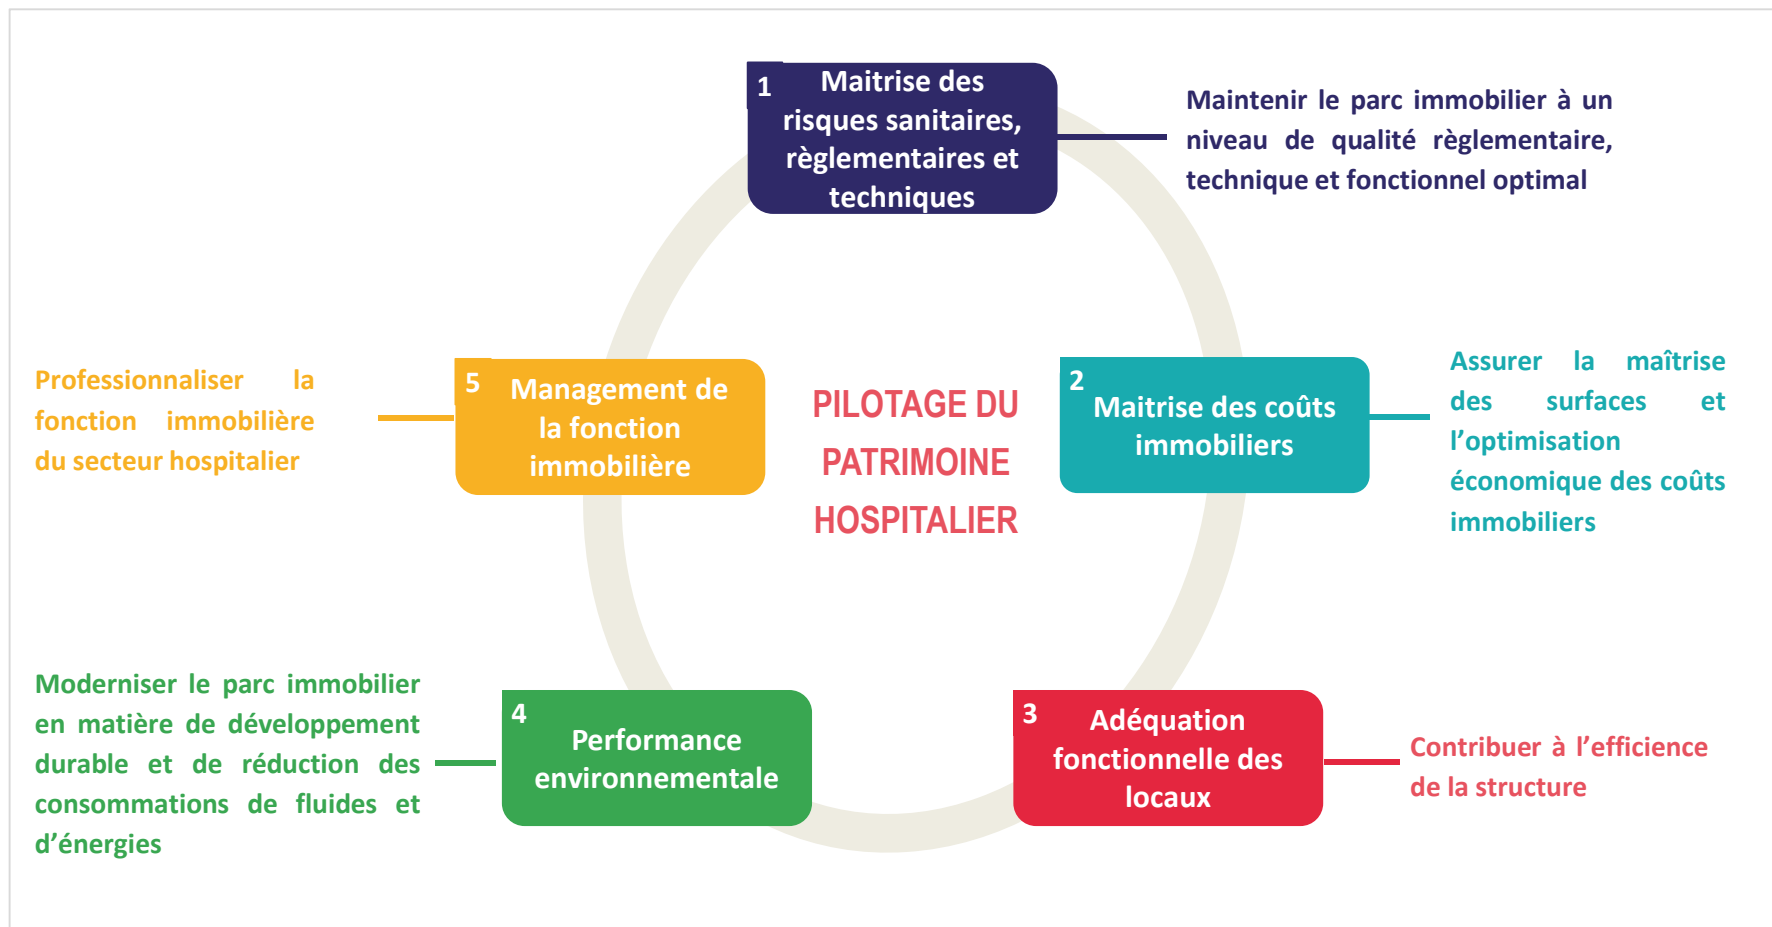 1
Maitrise des
risques sanitaires,
règlementaires et
techniques
Maintenir le parc immobilier à un
niveau de qualité règlementaire,
technique et fonctionnel optimal
2
Maitrise des coûts
immobiliers
Assurer la maîtrise
des surfaces et
l’optimisation
économique des coûts
immobiliers
3
Adéquation
fonctionnelle des
locaux
Contribuer à l’efficience
de la structure
4
Performance
environnementale
Moderniser le parc immobilier
en matière de développement
durable et de réduction des
consommations de fluides et
d’énergies
5
Management de
la fonction
immobilière
Professionnaliser la
fonction immobilière
du secteur hospitalier
PILOTAGE DU
PATRIMOINE
HOSPITALIER